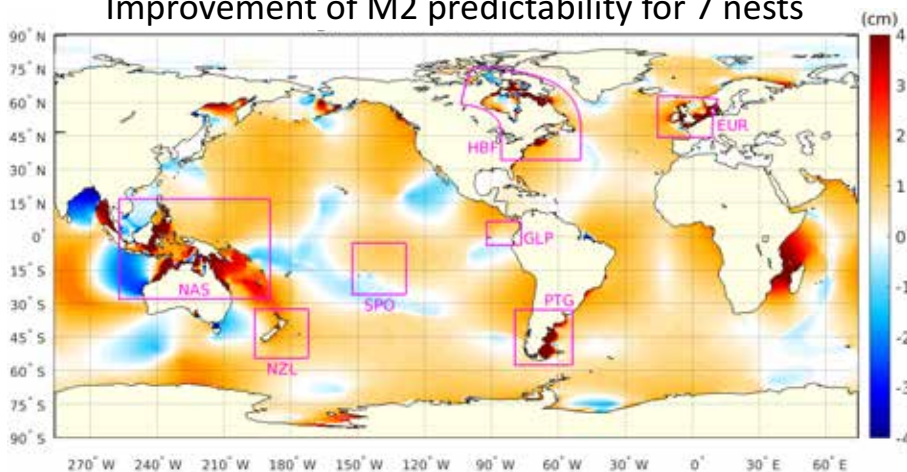 Improvement of M2 predictability for 7 nests
(cm)
90° N
75° N
60° N
45° N
30° N
15° N
0°
15° S
30° S
45° S
60° S
75° S
90° S
HBF
EUR
GLP
NAS
SPO
PTG
NZL
4
3
2
1
0
-1
-2
-3
-4
270° W 240° W 210° W 180° W 150° W 120° W 90° W 60° W 30° W 0° 30° E 60° E